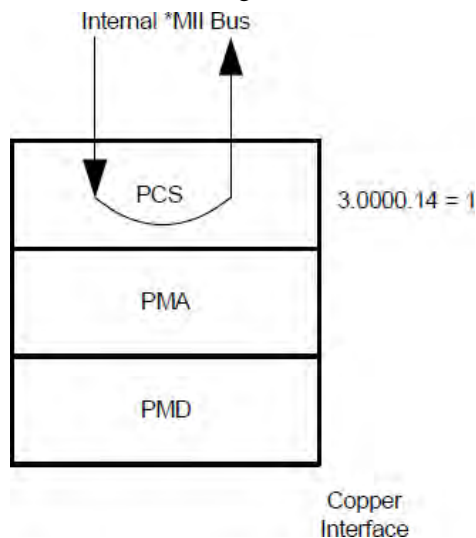 Internal *MII Bus
PCS
3.0000.14 = 1
PMA
PMD
Copper
Interface